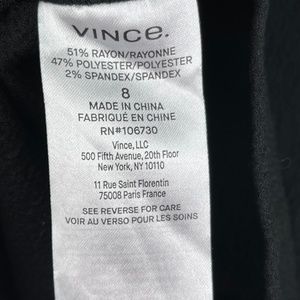 VINCE.
51% RAYON/RAYONNE
47% POLYESTER/POLYESTER
2% SPANDEX/SPANDEX
8
MADE IN CHINA
FABRIQUÉ EN CHINE
RN#106730
Vince, LLC
500 Fifth Avenue, 20th Floor
New York, NY 10110
11 Rue Saint Florentin
75008 Paris France
SEE REVERSE FOR CARE
VOIR AU VERSO POUR LES SOINS